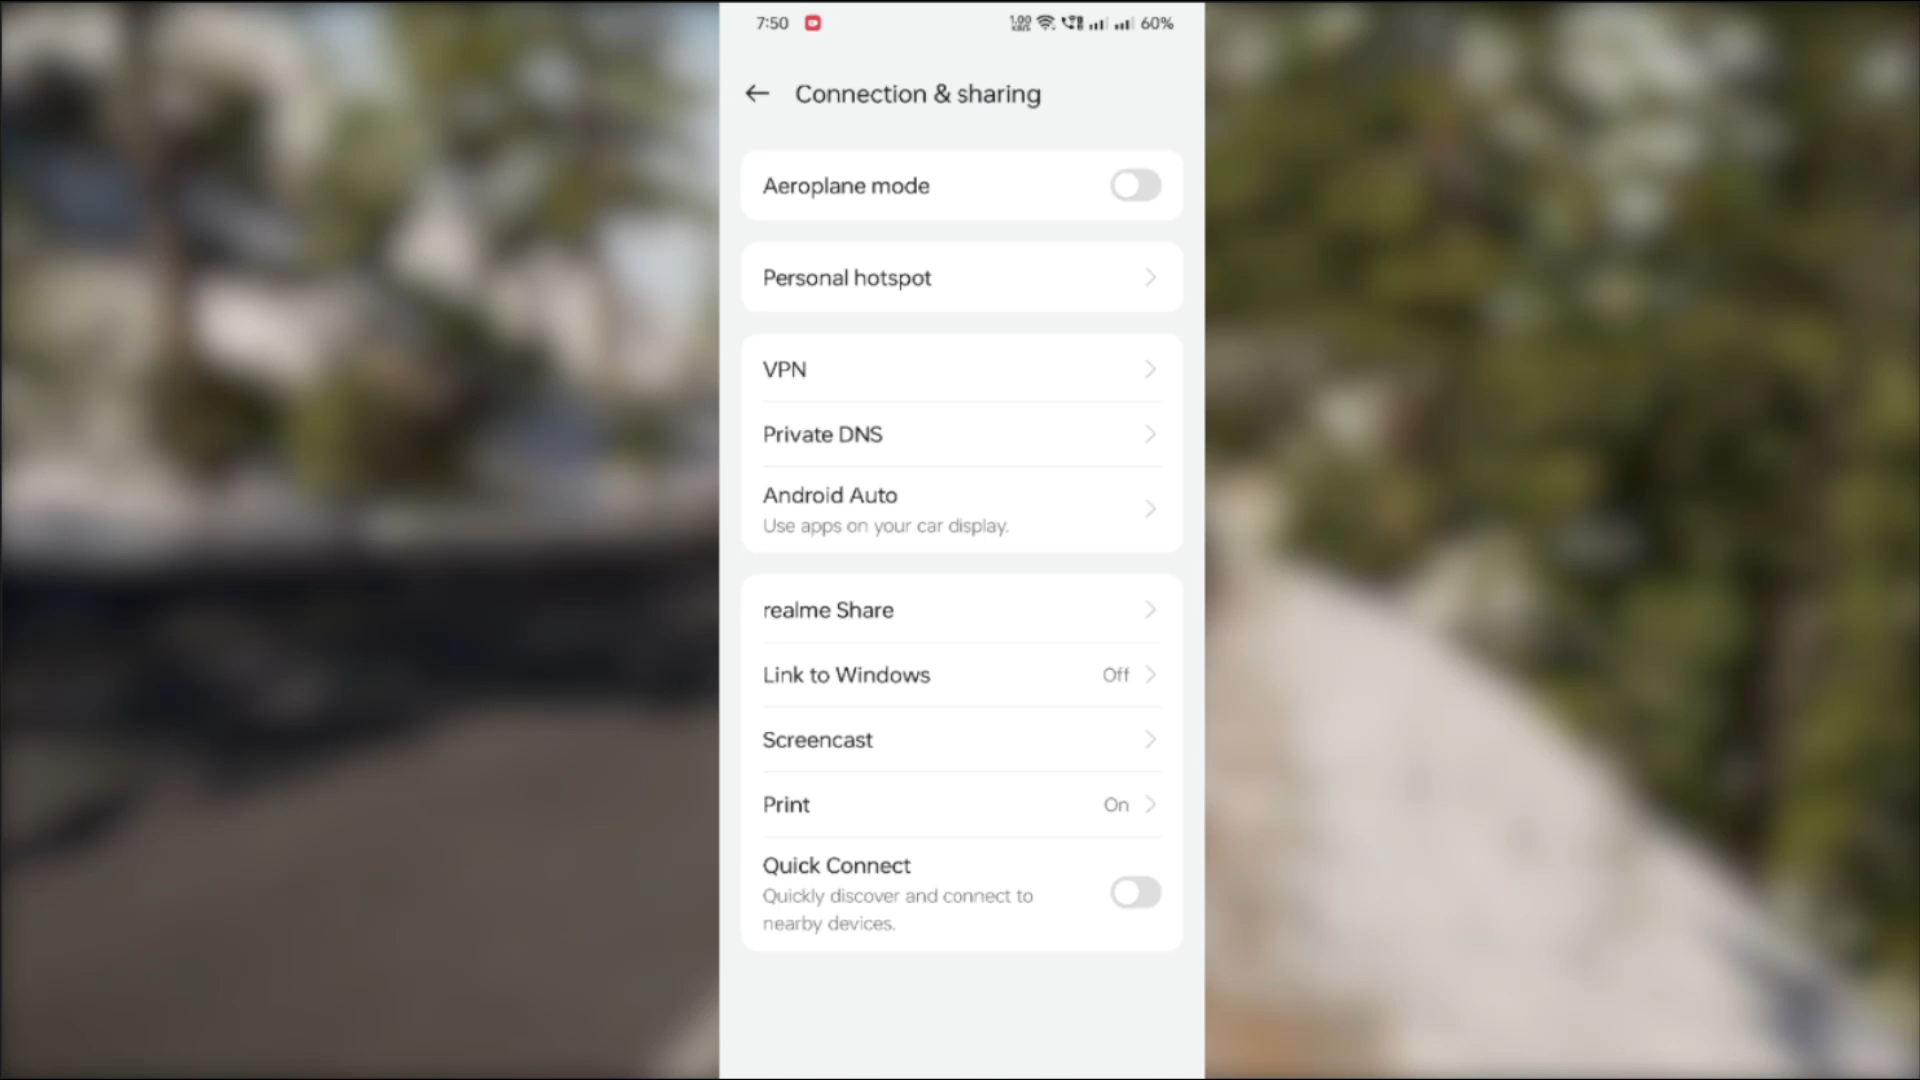 7:50 60%
Connection & sharing
Aeroplane mode
Personal hotspot
VPN
Private DNS
Android Auto
Use apps on your car display.
realme Share
Link to Windows Off
Screencast
Print On
Quick Connect
Quickly discover and connect to
nearby devices.